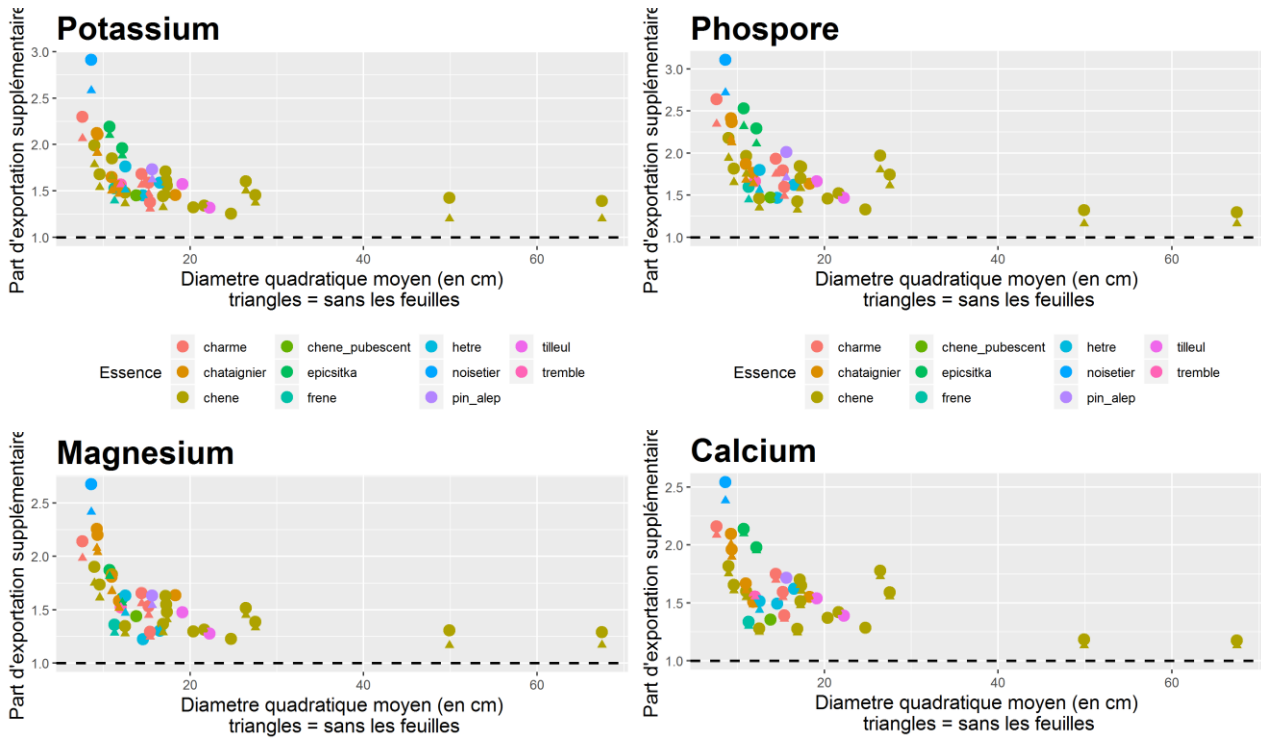 Potassium
Part d'exportation supplémentaire
3.0
2.5
2.0
1.5
1.0
20
40
60
Diametre quadratique moyen (en cm)
triangles = sans les feuilles
Essence
charme
chataignier
chene
chene_pubescent
epicsitka
frene
hetre
noisetier
pin_alep
tilleul
tremble
Phospore
Part d'exportation supplémentaire
3.0
2.5
2.0
1.5
1.0
20
40
60
Diametre quadratique moyen (en cm)
triangles = sans les feuilles
Essence
charme
chataignier
chene
chene_pubescent
epicsitka
frene
hetre
noisetier
pin_alep
tilleul
tremble
Magnesium
Part d'exportation supplémentaire
2.5
2.0
1.5
1.0
20
40
60
Diametre quadratique moyen (en cm)
triangles = sans les feuilles
Calcium
Part d'exportation supplémentaire
2.5
2.0
1.5
1.0
20
40
60
Diametre quadratique moyen (en cm)
triangles = sans les feuilles